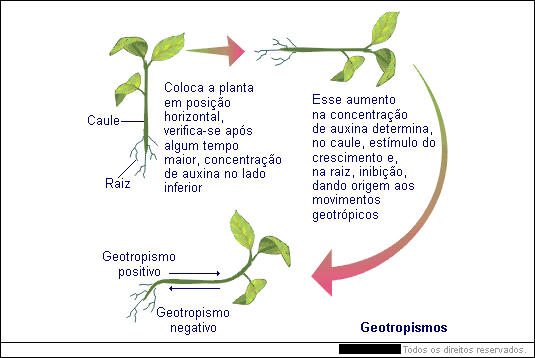 Coloca a planta
em posição
horizontal,
verifica-se após
algum tempo
maior, concentração
de auxina no lado
inferior
Caule
Raiz
Esse aumento
na concentração
de auxina determina,
no caule, estímulo do
crescimento e,
na raiz, inibição,
dando origem aos
movimentos
geotrópicos
Geotropismo
positivo
Geotropismo
negativo
Geotropismos
Todos os direitos reservados.